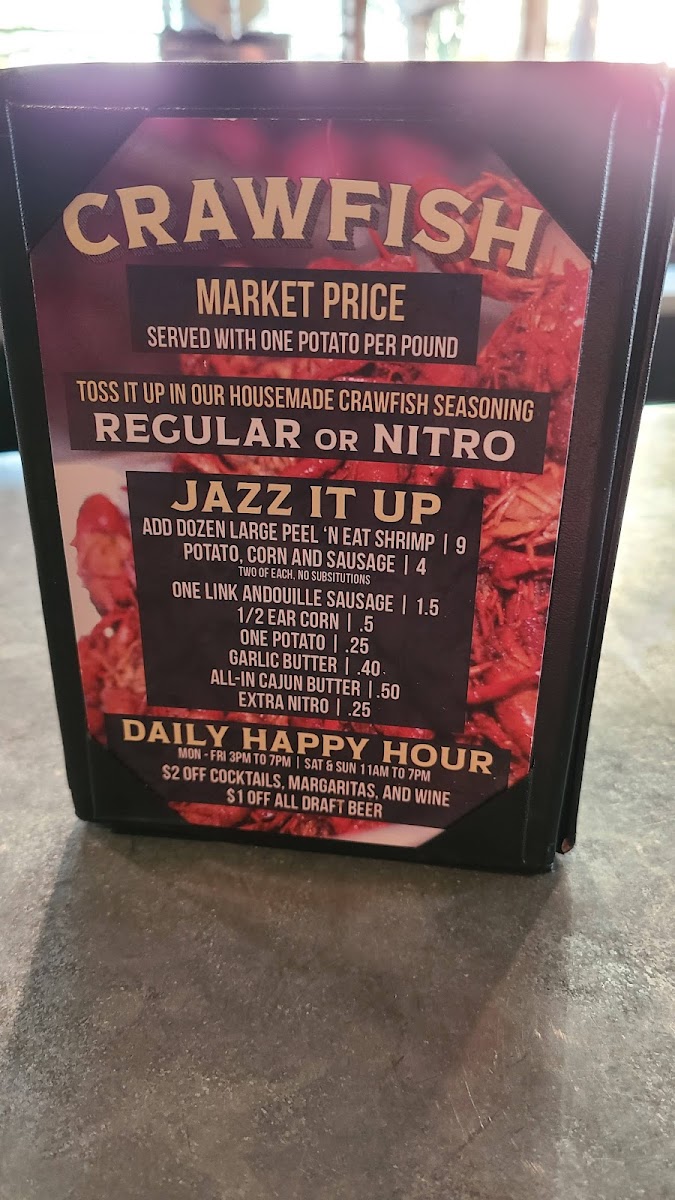 CRAWFISH
MARKET PRICE
SERVED WITH ONE POTATO PER POUND
TOSS IT UP IN OUR HOUSEMADE CRAWFISH SEASONING
REGULAR OR NITRO
JAZZ IT UP
ADD DOZEN LARGE PEEL 'N EAT SHRIMP | 9
POTATO, CORN AND SAUSAGE | 4
TWO OF EACH, NO SUBSITUTIONS
ONE LINK ANDOUILLE SAUSAGE | 1.5
1/2 EAR CORN | .5
ONE POTATO | .25
GARLIC BUTTER | .40
ALL-IN CAJUN BUTTER | .50
EXTRA NITRO | .25
DAILY HAPPY HOUR
MON - FRI 3PM TO 7PM | SAT & SUN 11AM TO 7PM
$2 OFF COCKTAILS, MARGARITAS, AND WINE
$1 OFF ALL DRAFT BEER